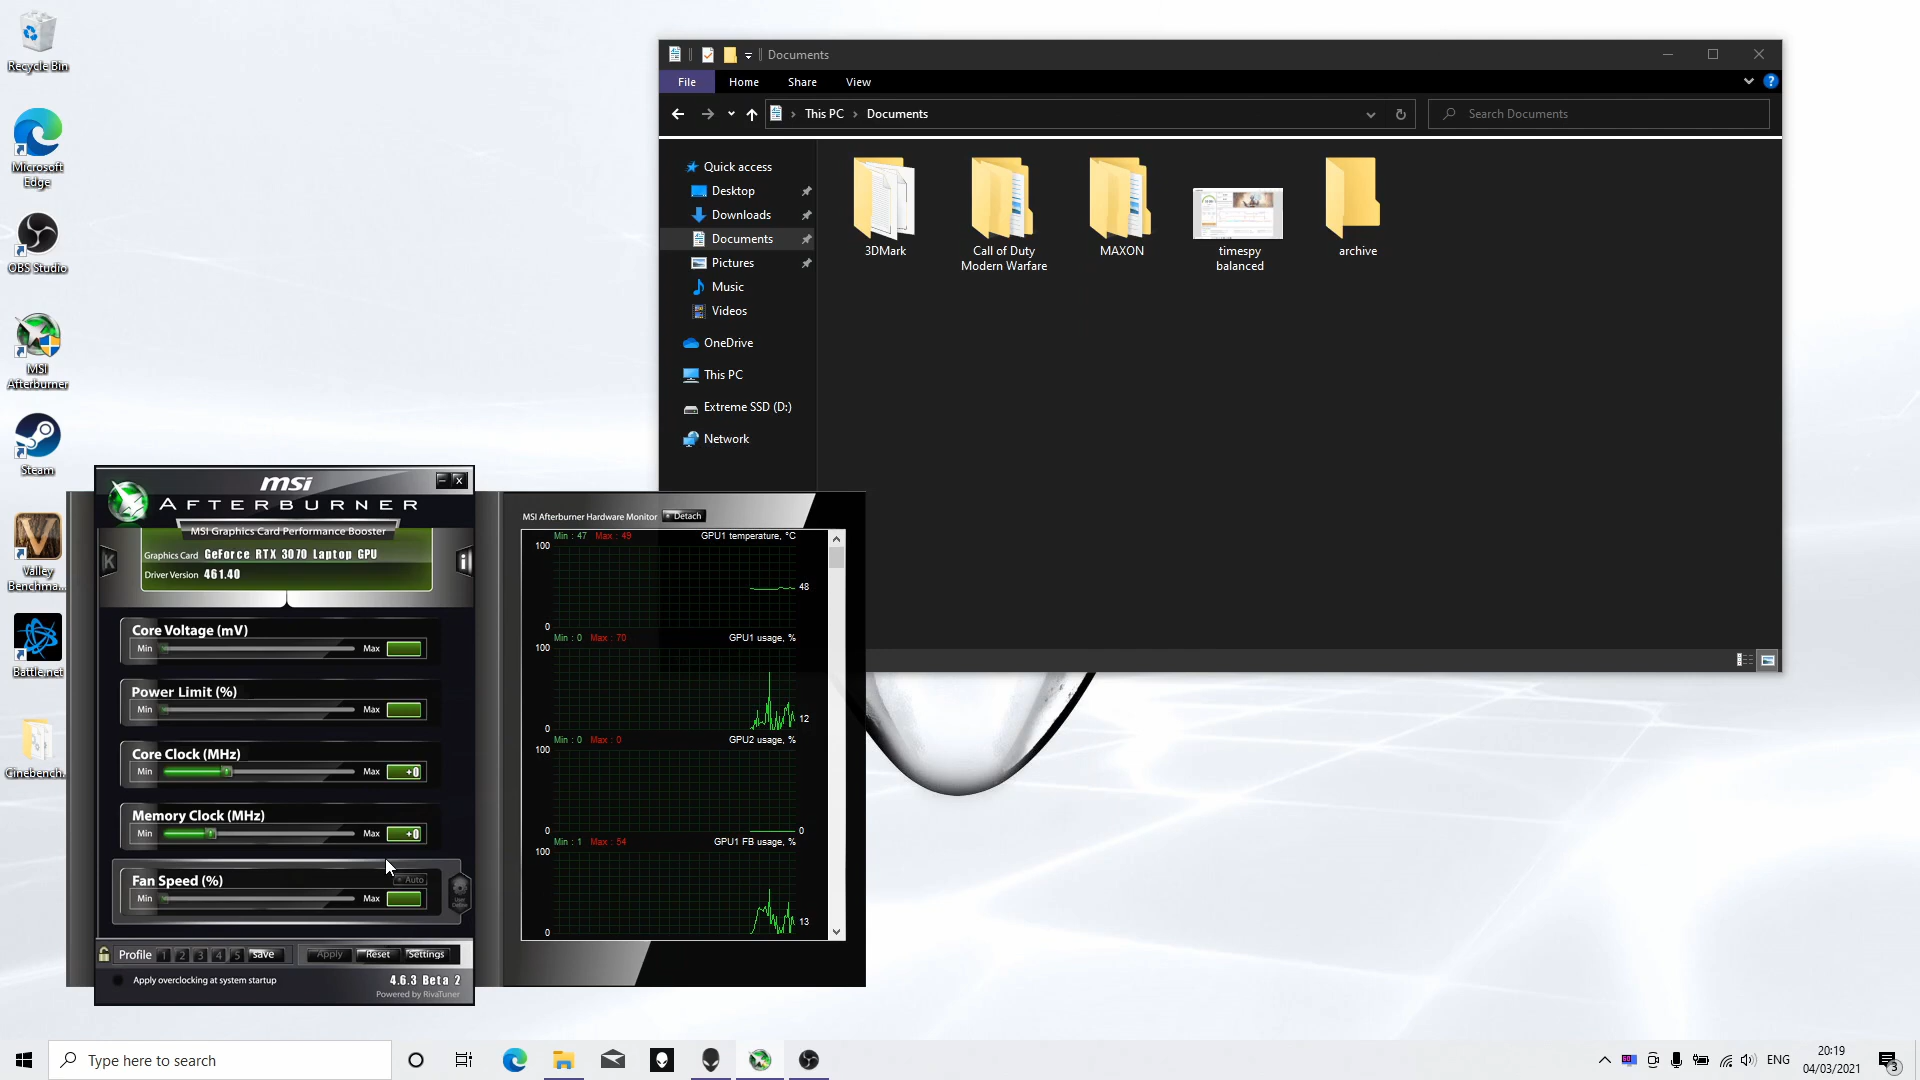 Recycle Bin
Microsoft
Edge
OBS Studio
MSI
Afterburner
Steam
Valley
Benchma...
Battle.net
Cinebench...
Documents
File Home Share View
This PC › Documents
Search Documents
Quick access
Desktop
Downloads
Documents
Pictures
Music
Videos
OneDrive
This PC
Extreme SSD (D:)
Network
3DMark
Call of Duty
Modern Warfare
MAXON
timespy
balanced
archive
msi
AFTERBURNER
MSI Graphics Card Performance Booster
Graphics Card GeForce RTX 3070 Laptop GPU
Driver Version 461.40
K
i
Core Voltage (mV)
Min Max
Power Limit (%)
Min Max
Core Clock (MHz)
Min Max +0
Memory Clock (MHz)
Min Max +0
Fan Speed (%)
Auto
Min Max
User
Define
Profile 1 2 3 4 5 Save Apply Reset Settings
Apply overclocking at system startup
4.6.3 Beta 2
Powered by RivaTuner
MSI Afterburner Hardware Monitor Detach
Min : 47 Max : 49 GPU1 temperature, °C
100
48
0
Min : 0 Max : 70 GPU1 usage, %
100
12
0
Min : 0 Max : 0 GPU2 usage, %
100
0 0
Min : 1 Max : 54 GPU1 FB usage, %
100
13
0
Type here to search
ENG
20:19
04/03/2021
3